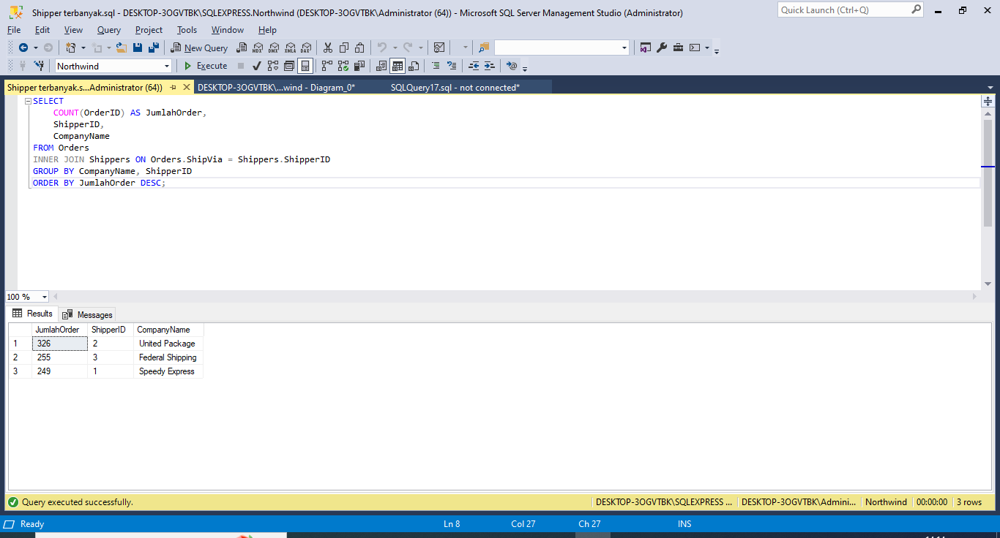 Shipper terbanyak.sql - DESKTOP-3OGVTBK\SQLEXPRESS.Northwind (DESKTOP-3OGVTBK\Administrator (64)) - Microsoft SQL Server Management Studio (Administrator)
Quick Launch (Ctrl+Q)
File Edit View Query Project Tools Window Help
New Query MDX DMX XMLA DAX
Northwind Execute
Shipper terbanyak.s...Administrator (64)) DESKTOP-3OGVTBK\...wind - Diagram_0* SQLQuery17.sql - not connected*
SELECT
COUNT(OrderID) AS JumlahOrder,
ShipperID,
CompanyName
FROM Orders
INNER JOIN Shippers ON Orders.ShipVia = Shippers.ShipperID
GROUP BY CompanyName, ShipperID
ORDER BY JumlahOrder DESC;
100 %
Results Messages
JumlahOrder ShipperID CompanyName
1 326 2 United Package
2 255 3 Federal Shipping
3 249 1 Speedy Express
Query executed successfully. DESKTOP-3OGVTBK\SQLEXPRESS ... DESKTOP-3OGVTBK\Admini... Northwind 00:00:00 3 rows
Ready Ln 8 Col 27 Ch 27 INS